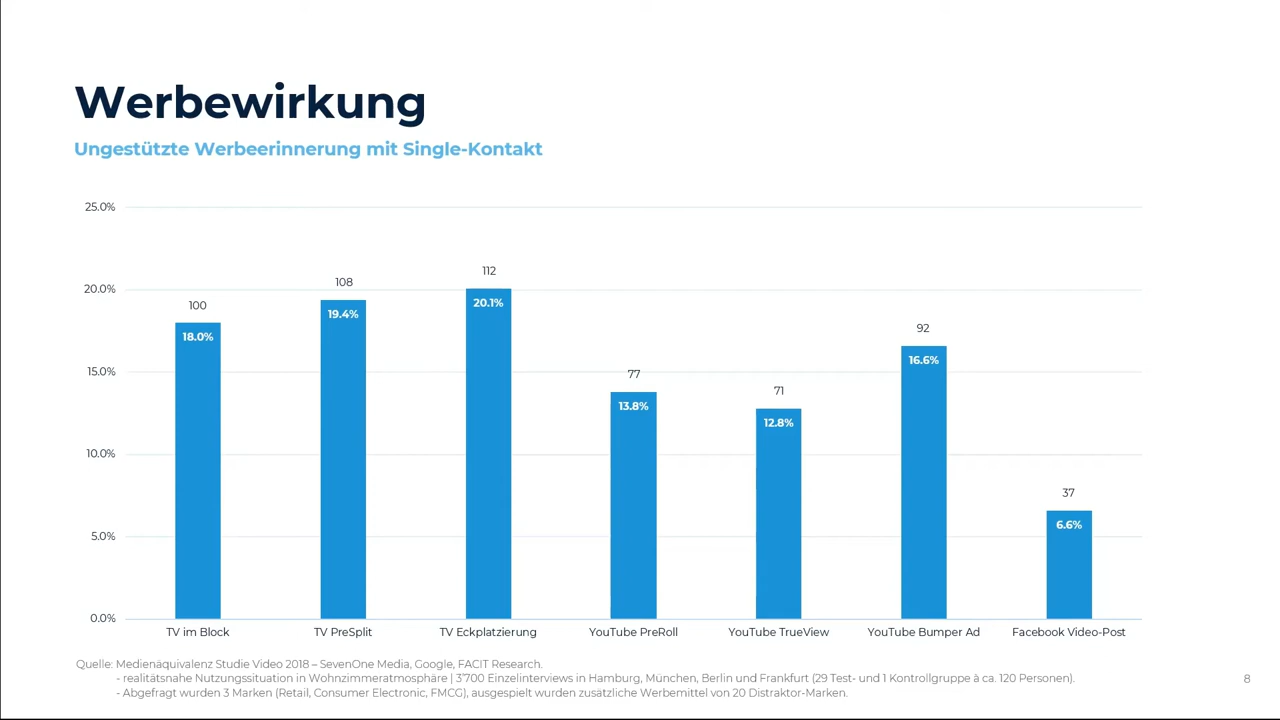 Werbewirkung
Ungestützte Werbeerinnerung mit Single-Kontakt
25.0%
20.0%
15.0%
10.0%
5.0%
0.0%
100
18.0%
108
19.4%
112
20.1%
77
13.8%
71
12.8%
92
16.6%
37
6.6%
TV im Block
TV PreSplit
TV Eckplatzierung
YouTube PreRoll
YouTube TrueView
YouTube Bumper Ad
Facebook Video-Post
Quelle: Medienäquivalenz Studie Video 2018 – SevenOne Media, Google, FACIT Research.
- realitätsnahe Nutzungssituation in Wohnzimmeratmosphäre | 3'700 Einzelinterviews in Hamburg, München, Berlin und Frankfurt (29 Test- und 1 Kontrollgruppe à ca. 120 Personen).
- Abgefragt wurden 3 Marken (Retail, Consumer Electronic, FMCG), ausgespielt wurden zusätzliche Werbemittel von 20 Distraktor-Marken.
8